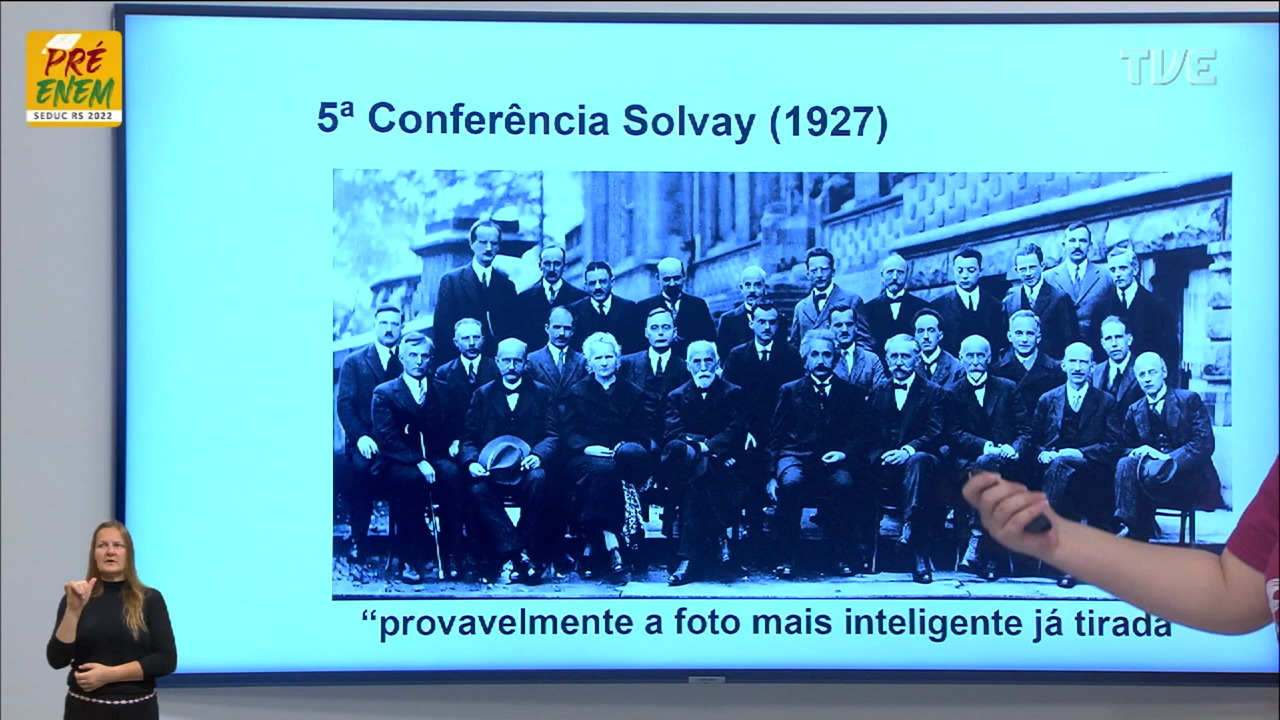 PRÉ
ENEM
SEDUC RS 2022
TVE
5ª Conferência Solvay (1927)
“provavelmente a foto mais inteligente já tirada